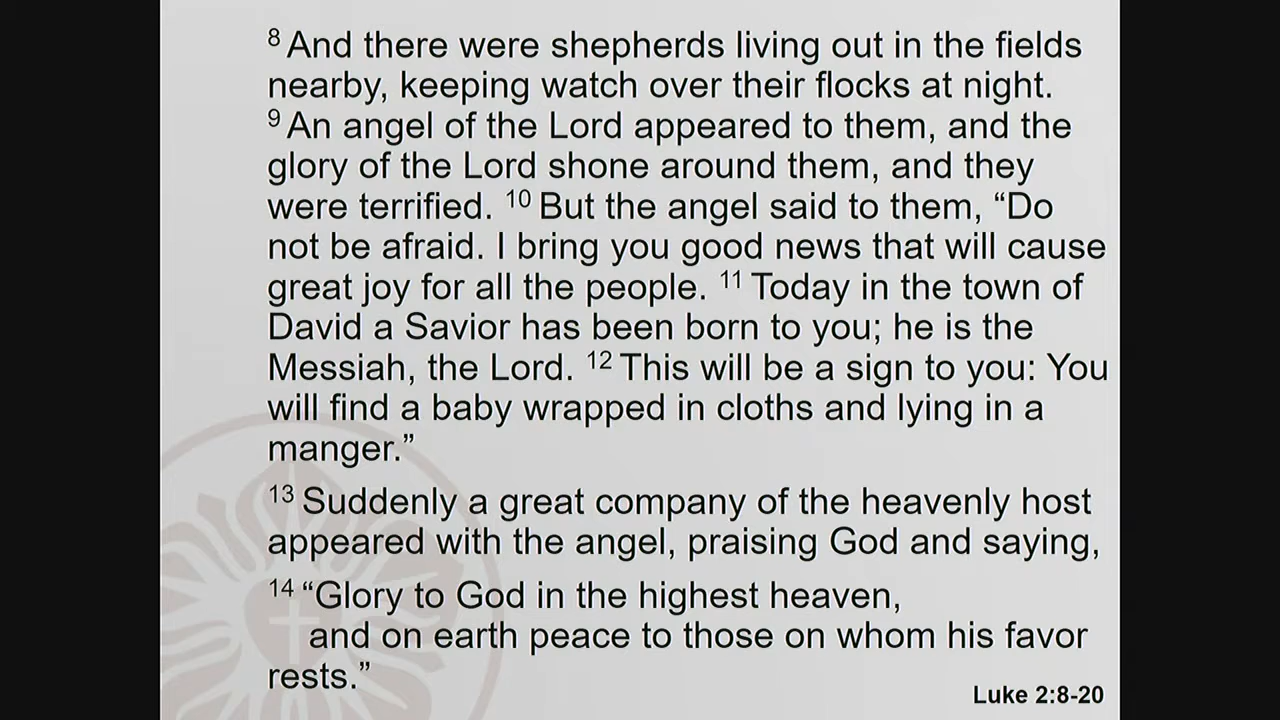 8 And there were shepherds living out in the fields
nearby, keeping watch over their flocks at night.
9 An angel of the Lord appeared to them, and the
glory of the Lord shone around them, and they
were terrified. 10 But the angel said to them, “Do
not be afraid. I bring you good news that will cause
great joy for all the people. 11 Today in the town of
David a Savior has been born to you; he is the
Messiah, the Lord. 12 This will be a sign to you: You
will find a baby wrapped in cloths and lying in a
manger.”
13 Suddenly a great company of the heavenly host
appeared with the angel, praising God and saying,
14 “Glory to God in the highest heaven,
and on earth peace to those on whom his favor
rests.”
Luke 2:8-20